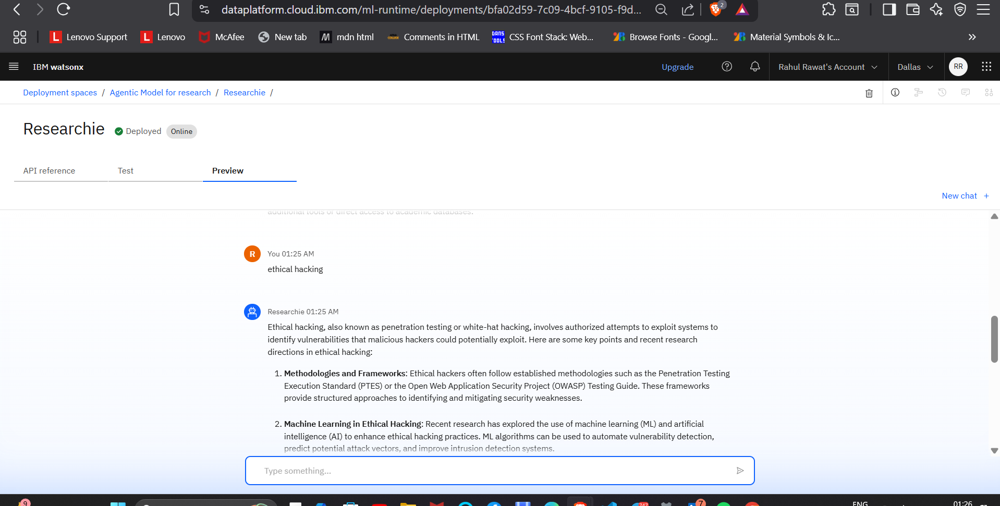 dataplatform.cloud.ibm.com/ml-runtime/deployments/bfa02d59-7c09-4bcf-9105-f9d...
2
Lenovo Support
Lenovo
McAfee
New tab
mdn html
Comments in HTML
CSS Font Stack: Web...
Browse Fonts - Googl...
Material Symbols & Ic...
IBM watsonx
Upgrade
Rahul Rawat's Account
Dallas
RR
Deployment spaces / Agentic Model for research / Researchie /
Researchie
Deployed
Online
API reference
Test
Preview
New chat +
additional tools or direct access to academic databases.
R
You 01:25 AM
ethical hacking
Researchie 01:25 AM
Ethical hacking, also known as penetration testing or white-hat hacking, involves authorized attempts to exploit systems to
identify vulnerabilities that malicious hackers could potentially exploit. Here are some key points and recent research
directions in ethical hacking:
1. Methodologies and Frameworks: Ethical hackers often follow established methodologies such as the Penetration Testing
Execution Standard (PTES) or the Open Web Application Security Project (OWASP) Testing Guide. These frameworks
provide structured approaches to identifying and mitigating security weaknesses.
2. Machine Learning in Ethical Hacking: Recent research has explored the use of machine learning (ML) and artificial
intelligence (AI) to enhance ethical hacking practices. ML algorithms can be used to automate vulnerability detection,
predict potential attack vectors, and improve intrusion detection systems.
Type something...
9
747
7
ENG
01:26